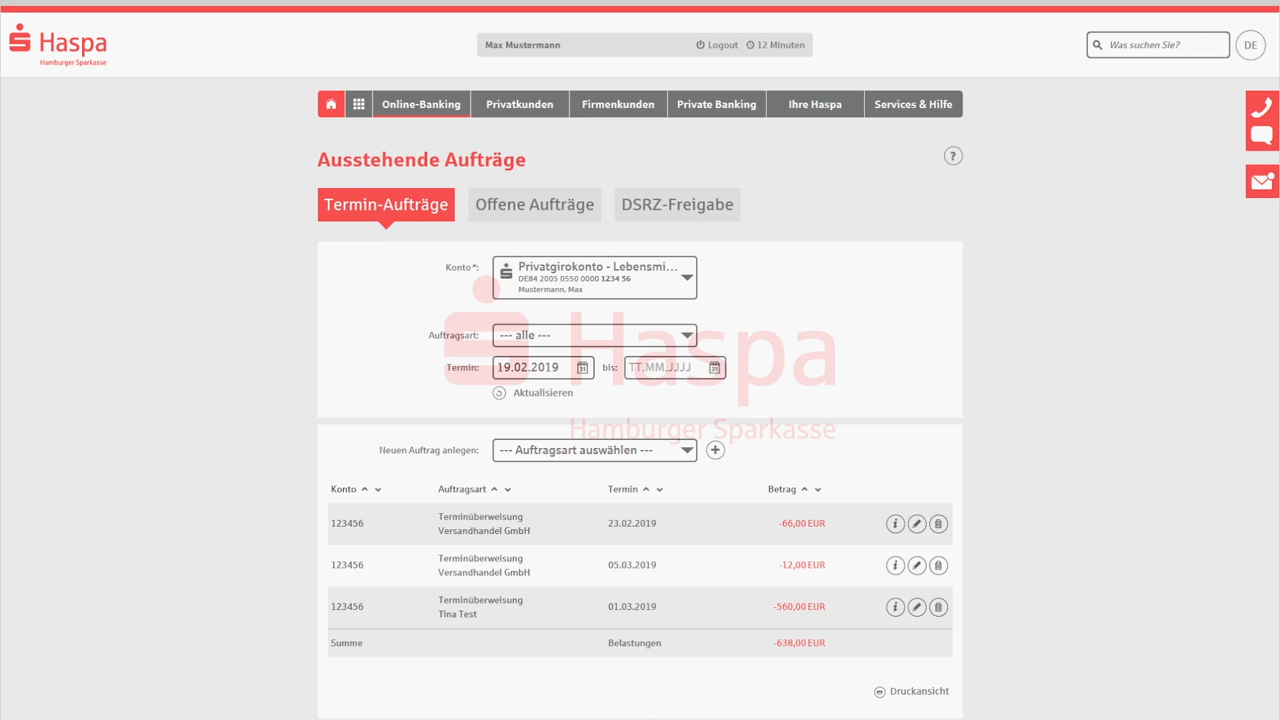 Haspa
Hamburger Sparkasse
Max Mustermann Logout 12 Minuten
Was suchen Sie?
DE
Online-Banking Privatkunden Firmenkunden Private Banking Ihre Haspa Services & Hilfe
Ausstehende Aufträge
?
Termin-Aufträge Offene Aufträge DSRZ-Freigabe
Konto*: Privatgirokonto - Lebensmi...
DE84 2005 0550 0000 1234 56
Mustermann, Max
Auftragsart: --- alle ---
Termin: 19.02.2019 31 bis: TT.MM.JJJJ 31
Aktualisieren
Haspa
Hamburger Sparkasse
Neuen Auftrag anlegen: --- Auftragsart auswählen ---
Konto Auftragsart Termin Betrag
123456 Terminüberweisung 23.02.2019 -66,00 EUR i
Versandhandel GmbH
123456 Terminüberweisung 05.03.2019 -12,00 EUR i
Versandhandel GmbH
123456 Terminüberweisung 01.03.2019 -560,00 EUR i
Tina Test
Summe Belastungen -638,00 EUR
Druckansicht